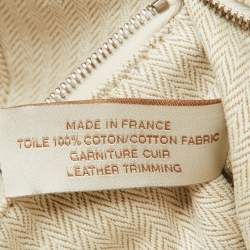 MADE IN FRANCE
TOILE 100% COTON/COTTON FABRIC
GARNITURE CUIR
LEATHER TRIMMING